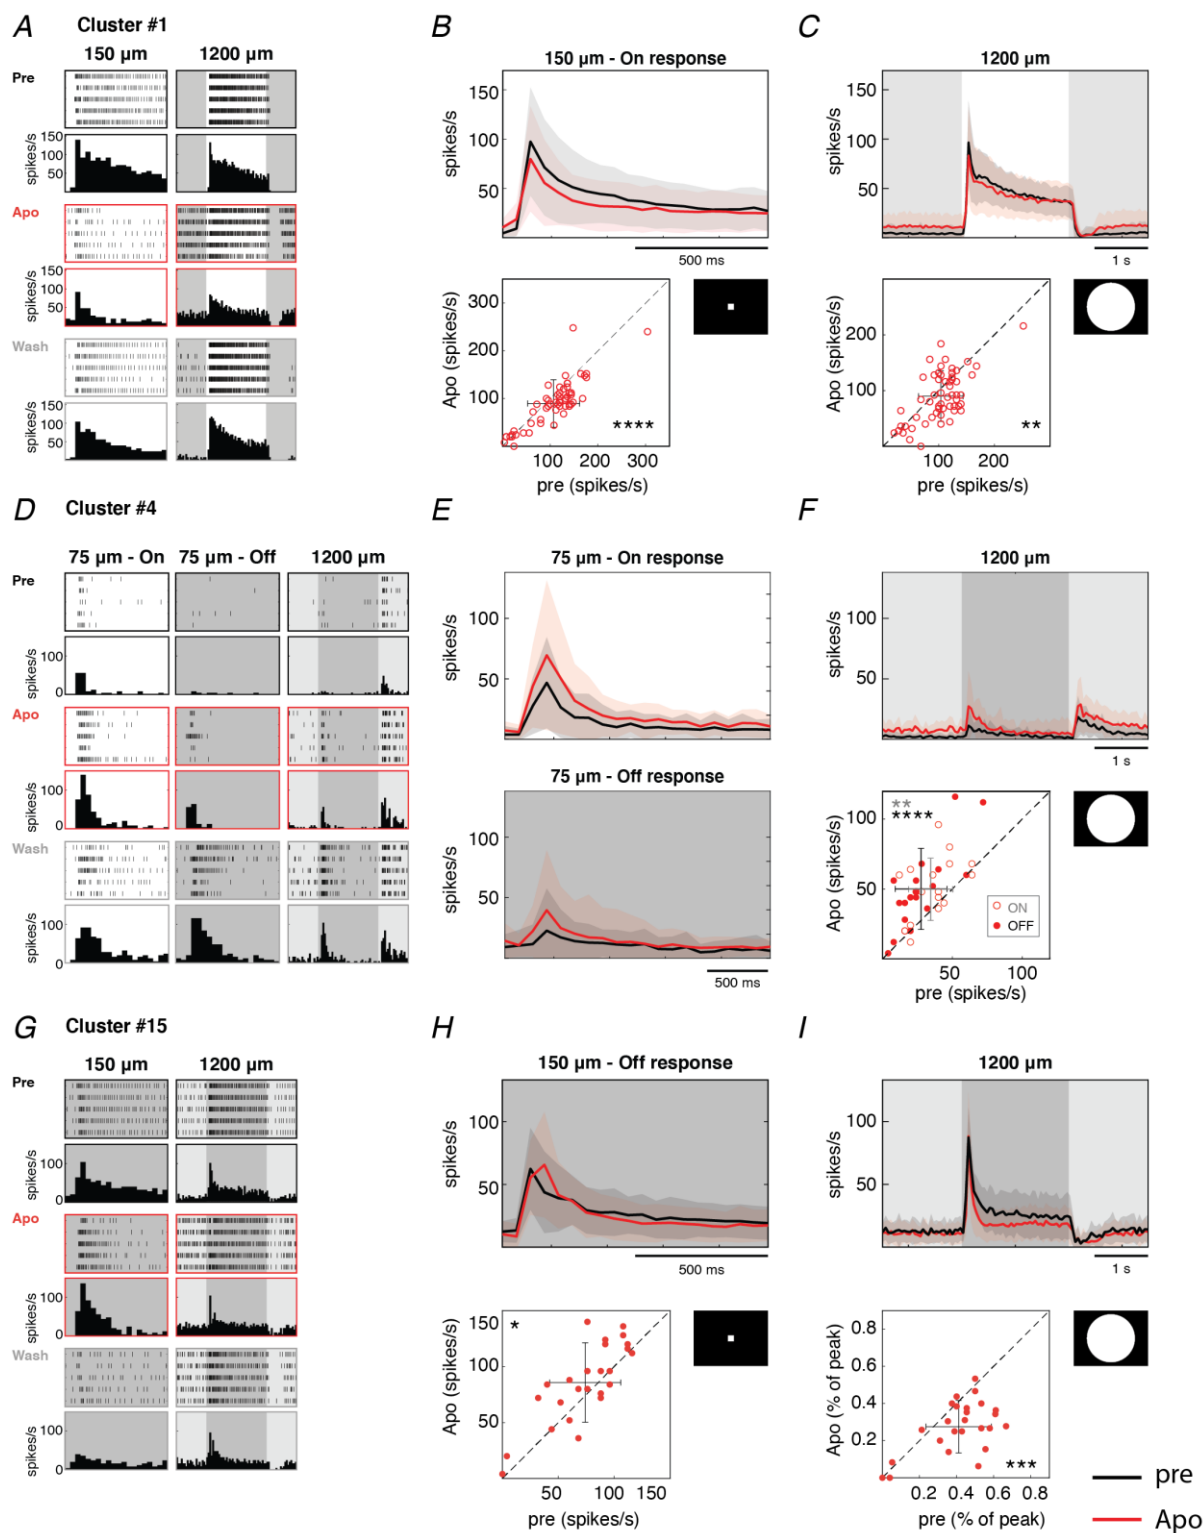 A Cluster #1
150 µm 1200 µm
Pre
150
100
50
spikes/s
Apo
150
100
50
spikes/s
Wash
150
100
50
spikes/s
B
150 µm - On response
150
100
50
spikes/s
500 ms
300
200
100
Apo (spikes/s)
****
100 200 300
pre (spikes/s)
C
1200 µm
150
100
50
spikes/s
1 s
200
100
Apo (spikes/s)
**
100 200
pre (spikes/s)
D Cluster #4
75 µm - On 75 µm - Off 1200 µm
Pre
100
0
spikes/s
Apo
100
0
spikes/s
Wash
100
0
spikes/s
E
75 µm - On response
100
50
spikes/s
75 µm - Off response
100
50
spikes/s
500 ms
F
1200 µm
100
50
spikes/s
1 s
100
50
Apo (spikes/s)
**
****
ON
OFF
50 100
pre (spikes/s)
G Cluster #15
150 µm 1200 µm
Pre
100
0
spikes/s
Apo
100
0
spikes/s
Wash
100
0
spikes/s
H
150 µm - Off response
100
50
spikes/s
500 ms
150
100
50
Apo (spikes/s)
*
50 100 150
pre (spikes/s)
I
1200 µm
100
50
spikes/s
1 s
0.8
0.6
0.4
0.2
Apo (% of peak)
***
0.2 0.4 0.6 0.8
pre (% of peak)
pre
Apo